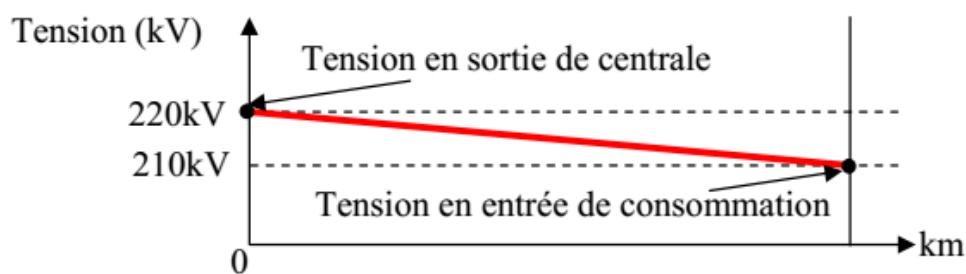 Tension (kV)
Tension en sortie de centrale
220kV
210kV
Tension en entrée de consommation
0
km